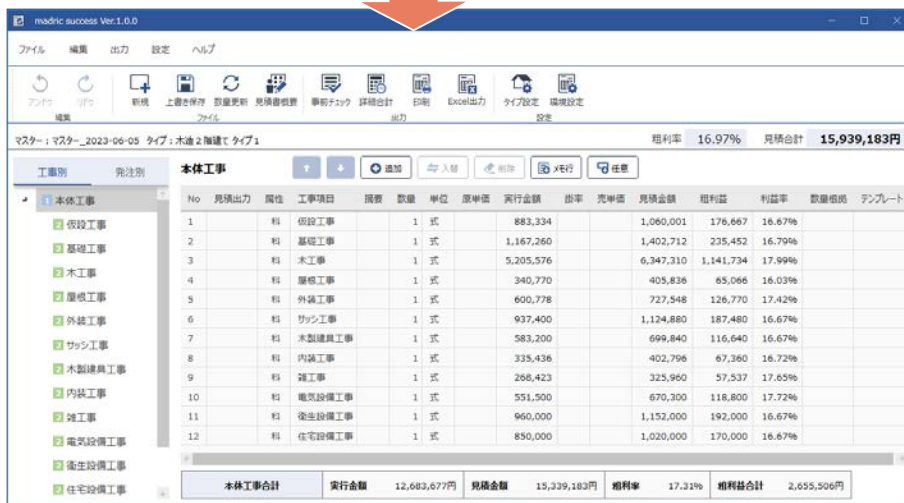 madric success Ver.1.0.0
ファイル 編集 出力 設定 ヘルプ
アンドゥ リドゥ 新規 上書き保存 数量更新 見積書概要 事前チェック 詳細合計 印刷 Excel出力 タイプ設定 環境設定
編集 ファイル 出力 設定
マスター : マスター_2023-06-05 タイプ : 木造2階建て タイプ1 粗利率 16.97% 見積合計 15,939,183円
工事別 発注別 本体工事 追加 入替 削除 メモ行 任意
1 本体工事
2 仮設工事
2 基礎工事
2 木工事
2 屋根工事
2 外装工事
2 サッシ工事
2 木製建具工事
2 内装工事
2 雑工事
2 電気設備工事
2 衛生設備工事
2 住宅設備工事
No 見積出力 属性 工事項目 摘要 数量 単位 原単価 実行金額 掛率 売単価 見積金額 粗利益 利益率 数量根拠 テンプレート
1 科 仮設工事 1 式 883,334 1,060,001 176,667 16.67%
2 科 基礎工事 1 式 1,167,260 1,402,712 235,452 16.79%
3 科 木工事 1 式 5,205,576 6,347,310 1,141,734 17.99%
4 科 屋根工事 1 式 340,770 405,836 65,066 16.03%
5 科 外装工事 1 式 600,778 727,548 126,770 17.42%
6 科 サッシ工事 1 式 937,400 1,124,880 187,480 16.67%
7 科 木製建具工事 1 式 583,200 699,840 116,640 16.67%
8 科 内装工事 1 式 335,436 402,796 67,360 16.72%
9 科 雑工事 1 式 268,423 325,960 57,537 17.65%
10 科 電気設備工事 1 式 551,500 670,300 118,800 17.72%
11 科 衛生設備工事 1 式 960,000 1,152,000 192,000 16.67%
12 科 住宅設備工事 1 式 850,000 1,020,000 170,000 16.67%
本体工事合計 実行金額 12,683,677円 見積金額 15,339,183円 粗利率 17.31% 粗利益合計 2,655,506円